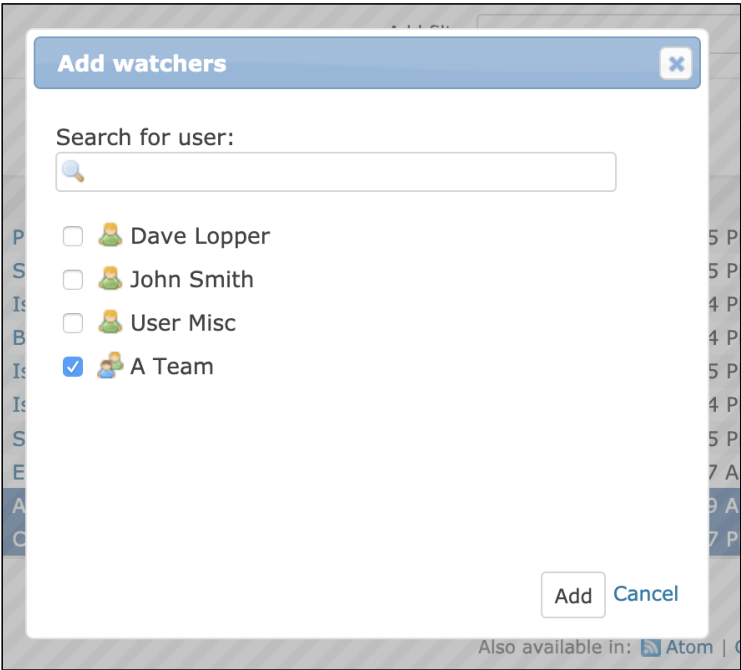 Add watchers
Search for user:
Dave Lopper
John Smith
User Misc
A Team
Add Cancel
Also available in: Atom |